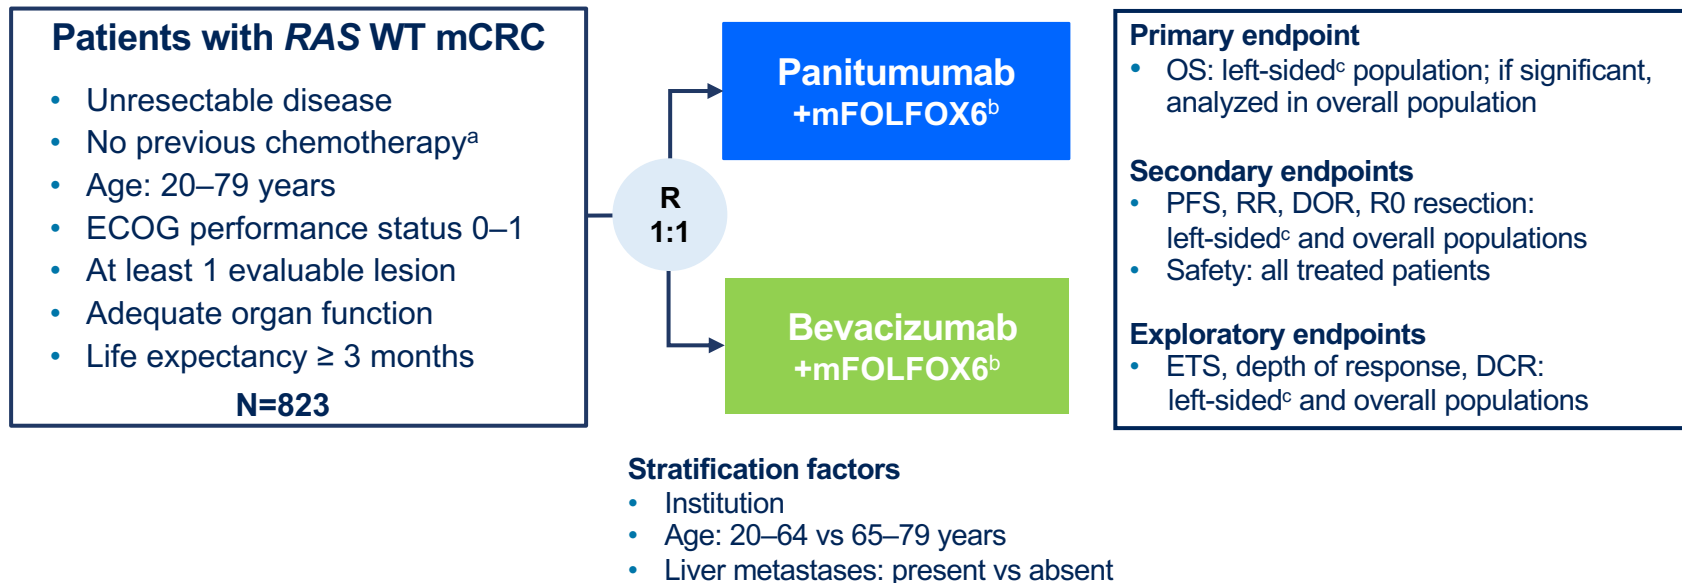 Patients with RAS WT mCRC
• Unresectable disease
• No previous chemotherapyᵃ
• Age: 20–79 years
• ECOG performance status 0–1
• At least 1 evaluable lesion
• Adequate organ function
• Life expectancy ≥ 3 months
N=823
R
1:1
Panitumumab
+mFOLFOX6ᵇ
Bevacizumab
+mFOLFOX6ᵇ
Stratification factors
• Institution
• Age: 20–64 vs 65–79 years
• Liver metastases: present vs absent
Primary endpoint
• OS: left-sidedᶜ population; if significant,
analyzed in overall population
Secondary endpoints
• PFS, RR, DOR, R0 resection:
left-sidedᶜ and overall populations
• Safety: all treated patients
Exploratory endpoints
• ETS, depth of response, DCR:
left-sidedᶜ and overall populations